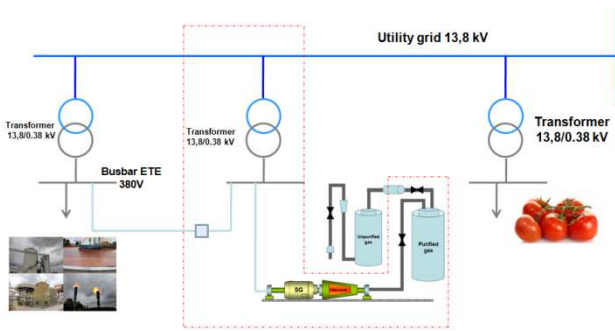 Utility grid 13,8 kV
Transformer
13,8/0.38 kV
Transformer
13,8/0.38 kV
Transformer
13,8/0.38 kV
Busbar ETE
380V
Unpurified
gas
Purified
gas
SG